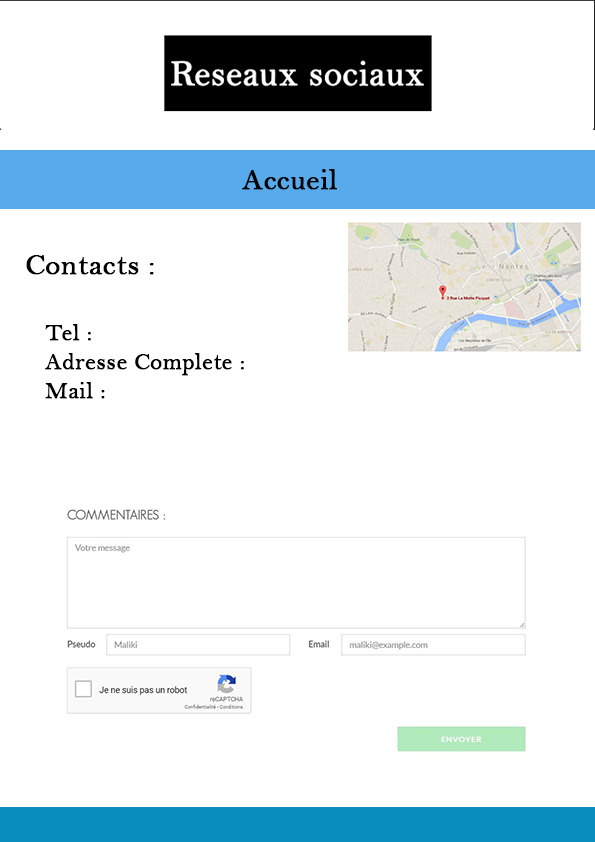 Reseaux sociaux
Accueil
Contacts :
Nantes
2 Rue La Motte Picquet
Tel :
Adresse Complete :
Mail :
COMMENTAIRES :
Votre message
Pseudo Maliki Email maliki@example.com
Je ne suis pas un robot
reCAPTCHA
Confidentialité - Conditions
ENVOYER